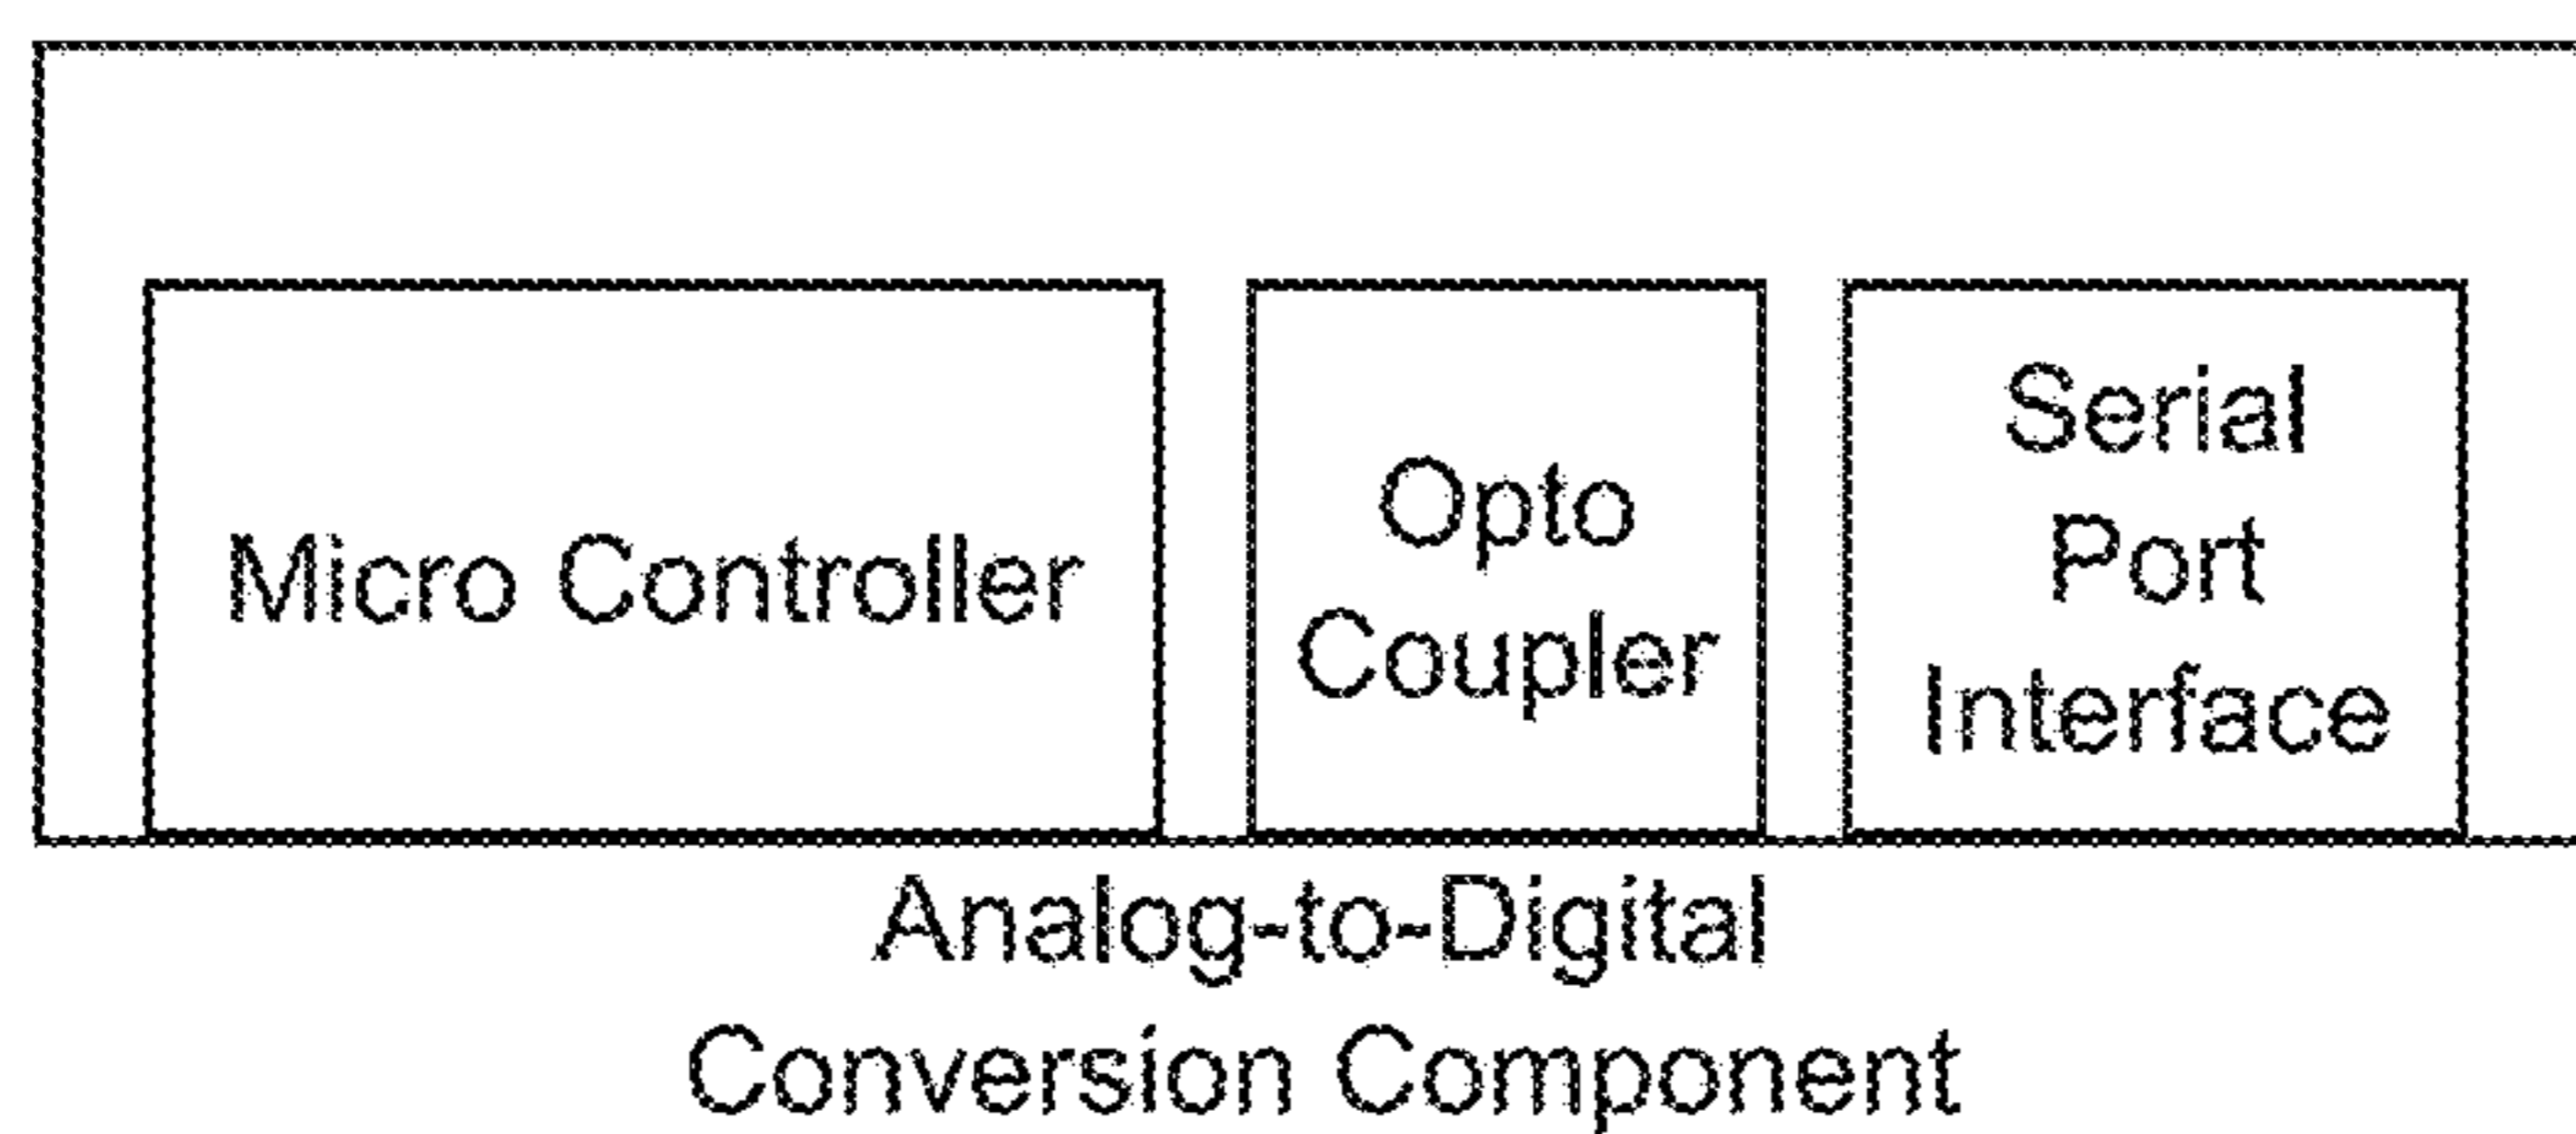 Micro Controller
Opto
Coupler
Serial
Port
Interface
Analog-to-Digital
Conversion Component